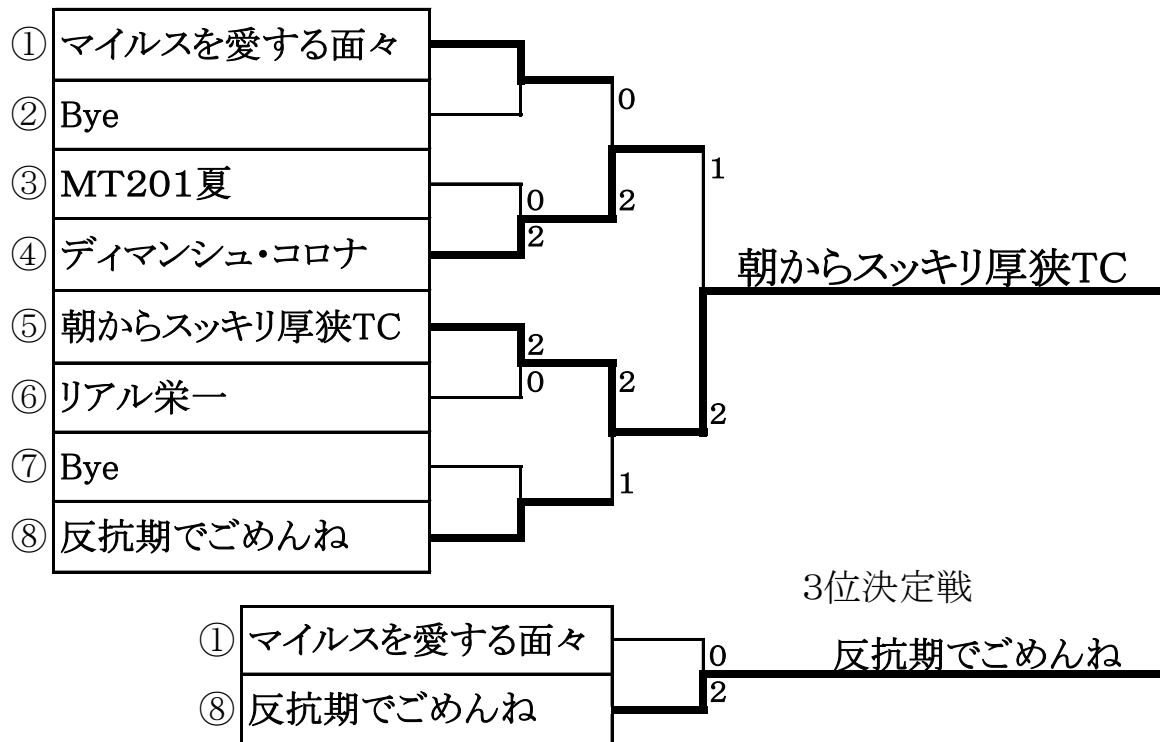 ① マイルスを愛する面々
② Bye
0
③ MT201夏
0
1
2
④ ディマンシュ・コロナ
2
朝からスッキリ厚狭TC
⑤ 朝からスッキリ厚狭TC
2
⑥ リアル栄一
0
2
2
⑦ Bye
1
⑧ 反抗期でごめんね
3位決定戦
① マイルスを愛する面々
0
反抗期でごめんね
⑧ 反抗期でごめんね
2